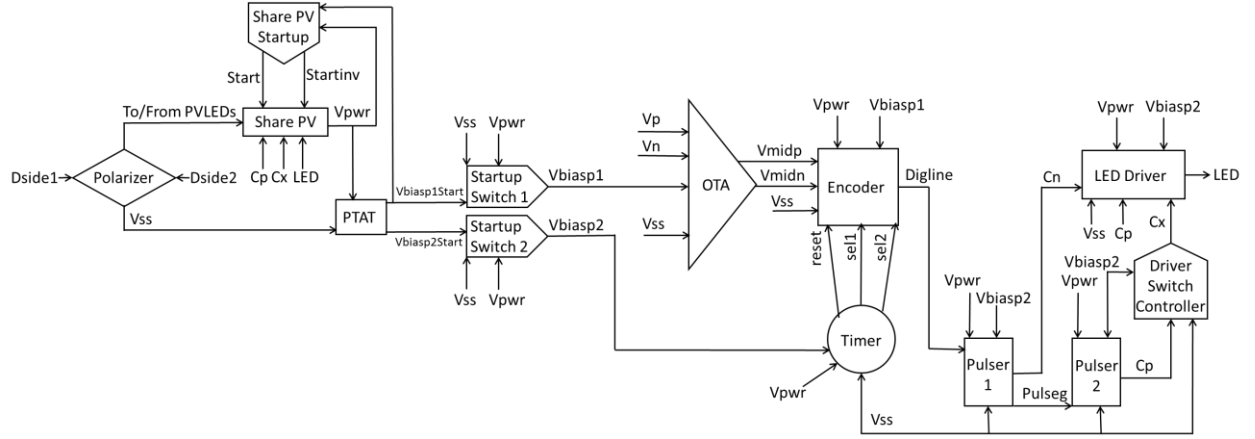 Share PV
Startup
Start
Startinv
To/From PVLEDs
Share PV
Vpwr
Cp Cx LED
Dside1
Polarizer
Dside2
Vss
PTAT
Vbiasp1Start
Vbiasp2Start
Vss
Vpwr
Startup
Switch 1
Vbiasp1
Startup
Switch 2
Vbiasp2
Vss
Vpwr
Vp
Vn
Vss
OTA
Vmidp
Vmidn
Vss
Vpwr
Vbiasp1
Encoder
Digline
reset
sel1
sel2
Timer
Vpwr
Vss
Vpwr
Vbiasp2
Pulser
1
Pulseg
Cn
Vbiasp2
Vpwr
Pulser
2
Cp
Vpwr
Vbiasp2
LED Driver
LED
Vss
Cp
Cx
Driver
Switch
Controller